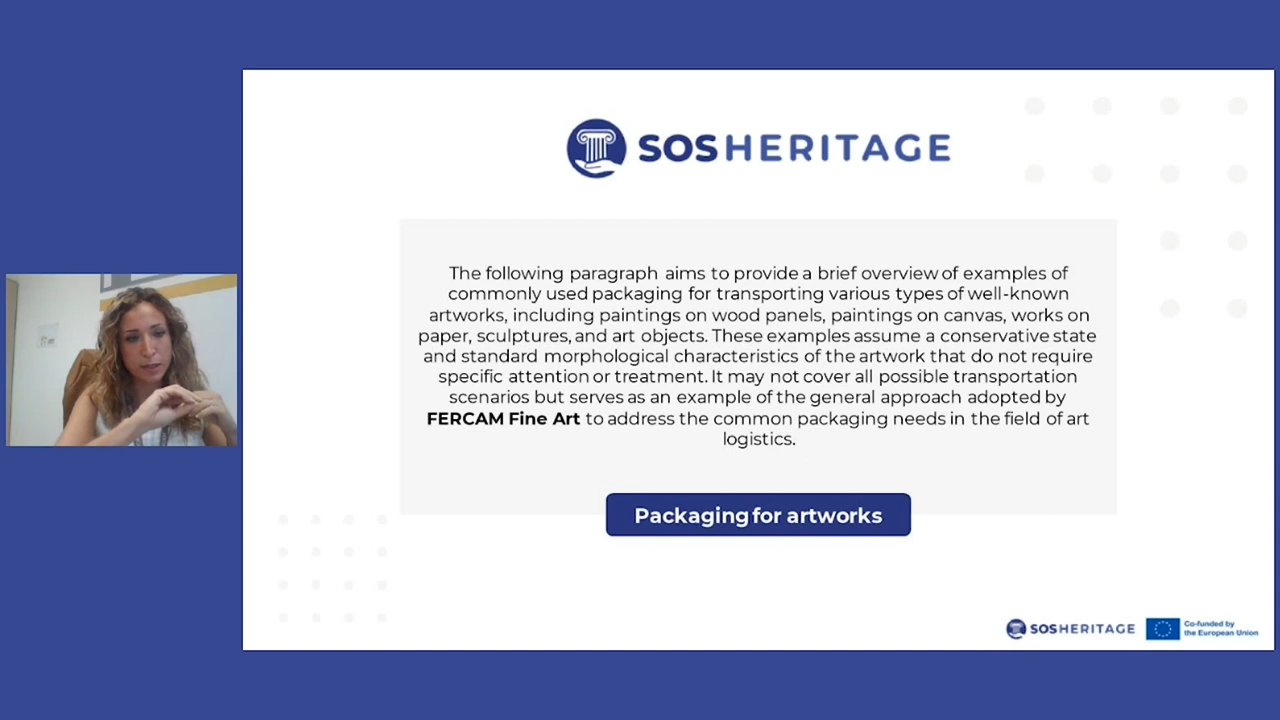 SOSHERITAGE
The following paragraph aims to provide a brief overview of examples of
commonly used packaging for transporting various types of well-known
artworks, including paintings on wood panels, paintings on canvas, works on
paper, sculptures, and art objects. These examples assume a conservative state
and standard morphological characteristics of the artwork that do not require
specific attention or treatment. It may not cover all possible transportation
scenarios but serves as an example of the general approach adopted by
FERCAM Fine Art to address the common packaging needs in the field of art
logistics.
Packaging for artworks
SOSHERITAGE
Co-funded by
the European Union